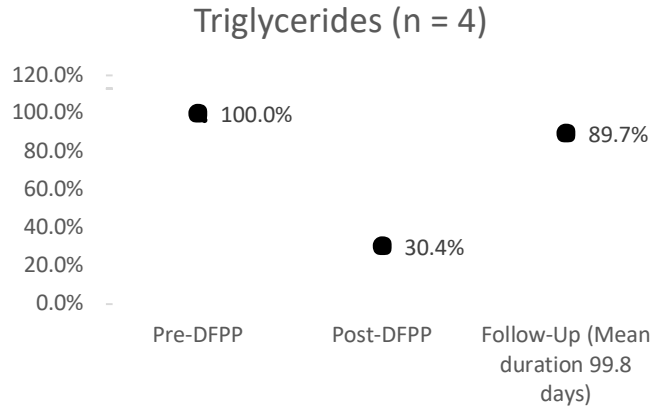 Triglycerides (n = 4)
120.0%
100.0%
80.0%
60.0%
40.0%
20.0%
0.0%
100.0%
30.4%
89.7%
Pre-DFPP
Post-DFPP
Follow-Up (Mean
duration 99.8
days)